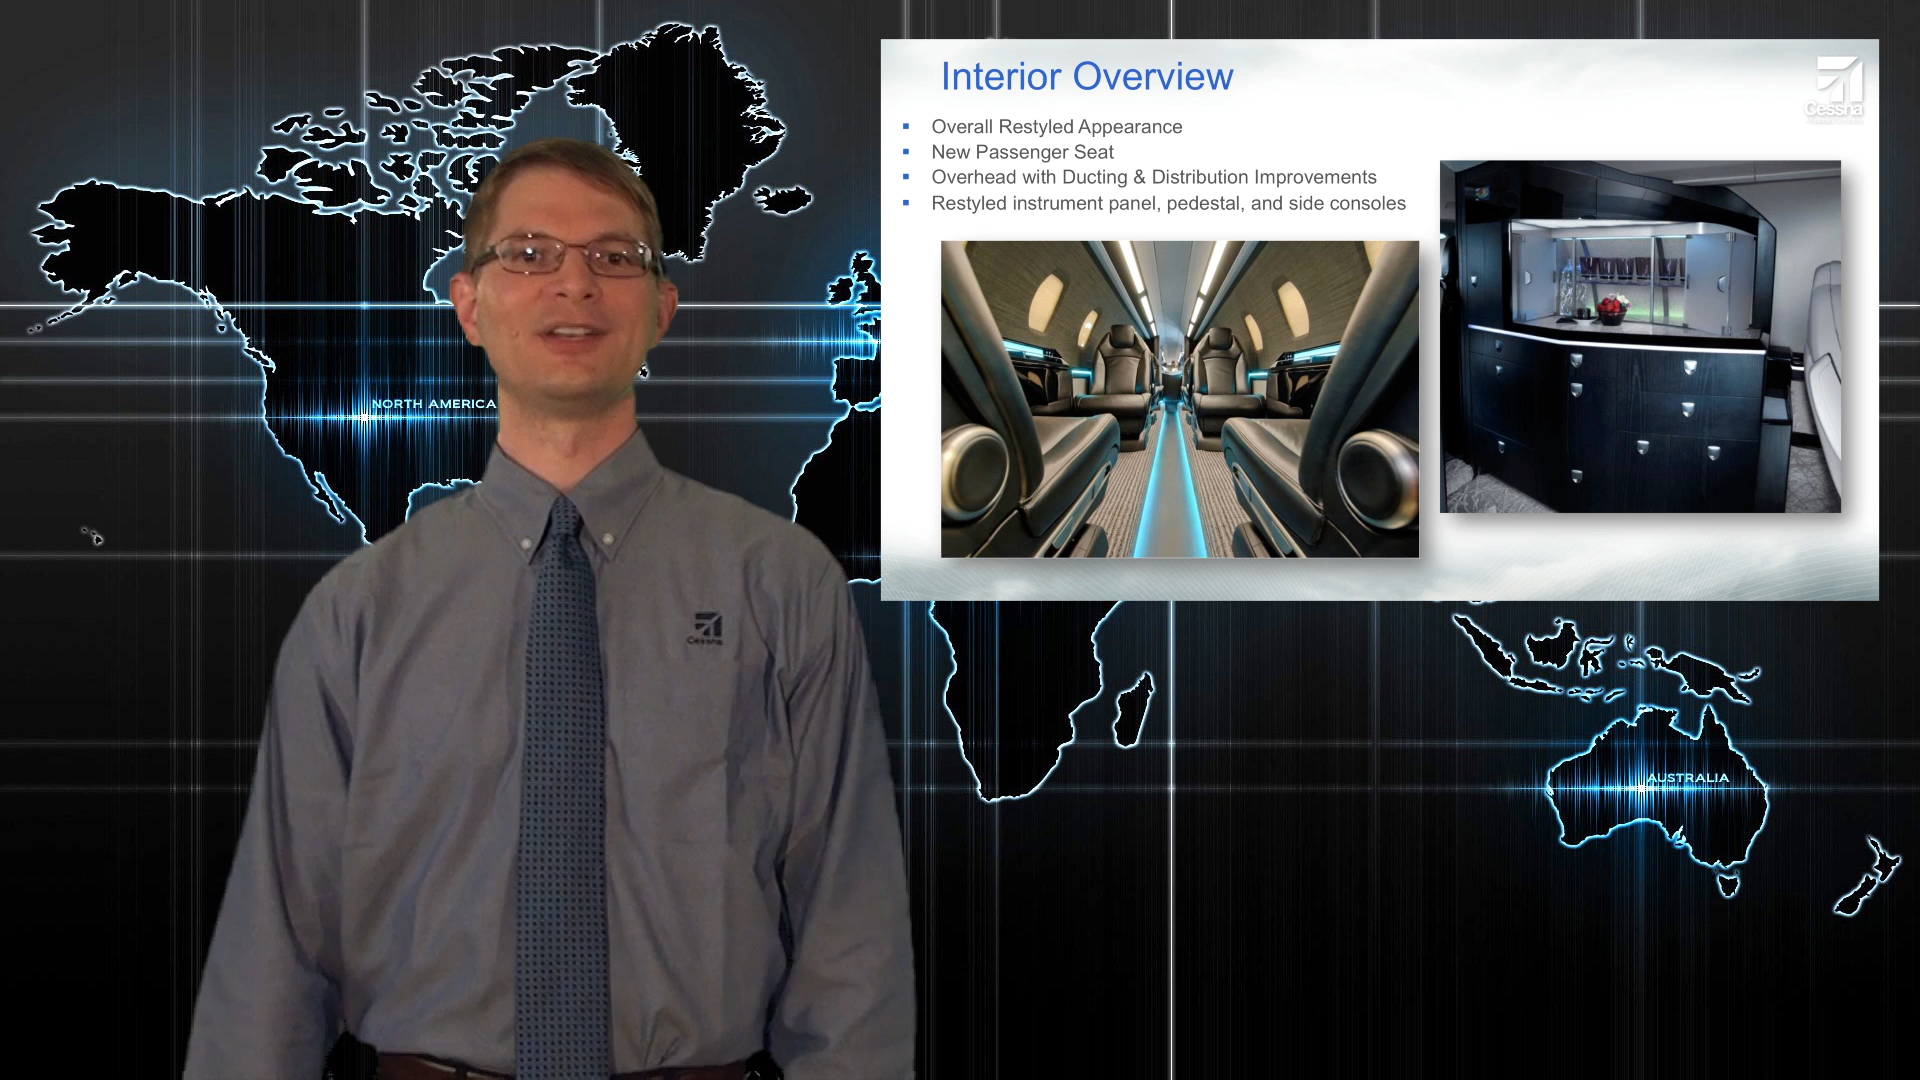 Interior Overview
Cessna
Overall Restyled Appearance
New Passenger Seat
Overhead with Ducting & Distribution Improvements
Restyled instrument panel, pedestal, and side consoles
NORTH AMERICA
Cessna
AUSTRALIA